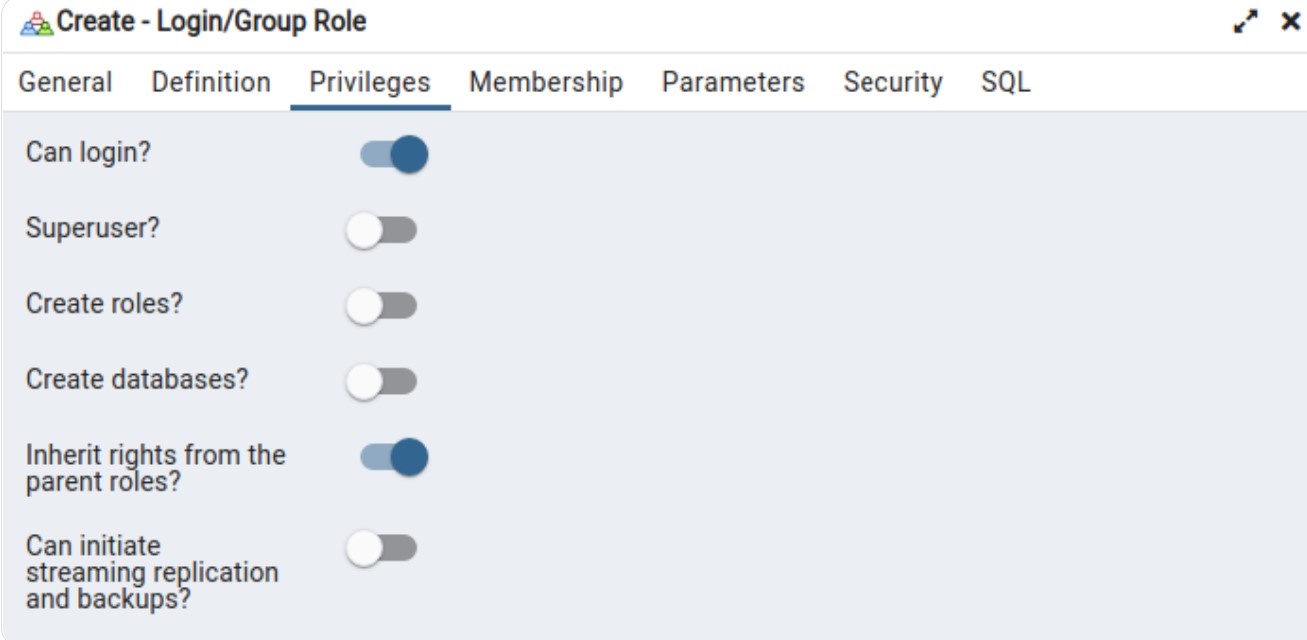 Create - Login/Group Role
General Definition Privileges Membership Parameters Security SQL
Can login?
Superuser?
Create roles?
Create databases?
Inherit rights from the
parent roles?
Can initiate
streaming replication
and backups?